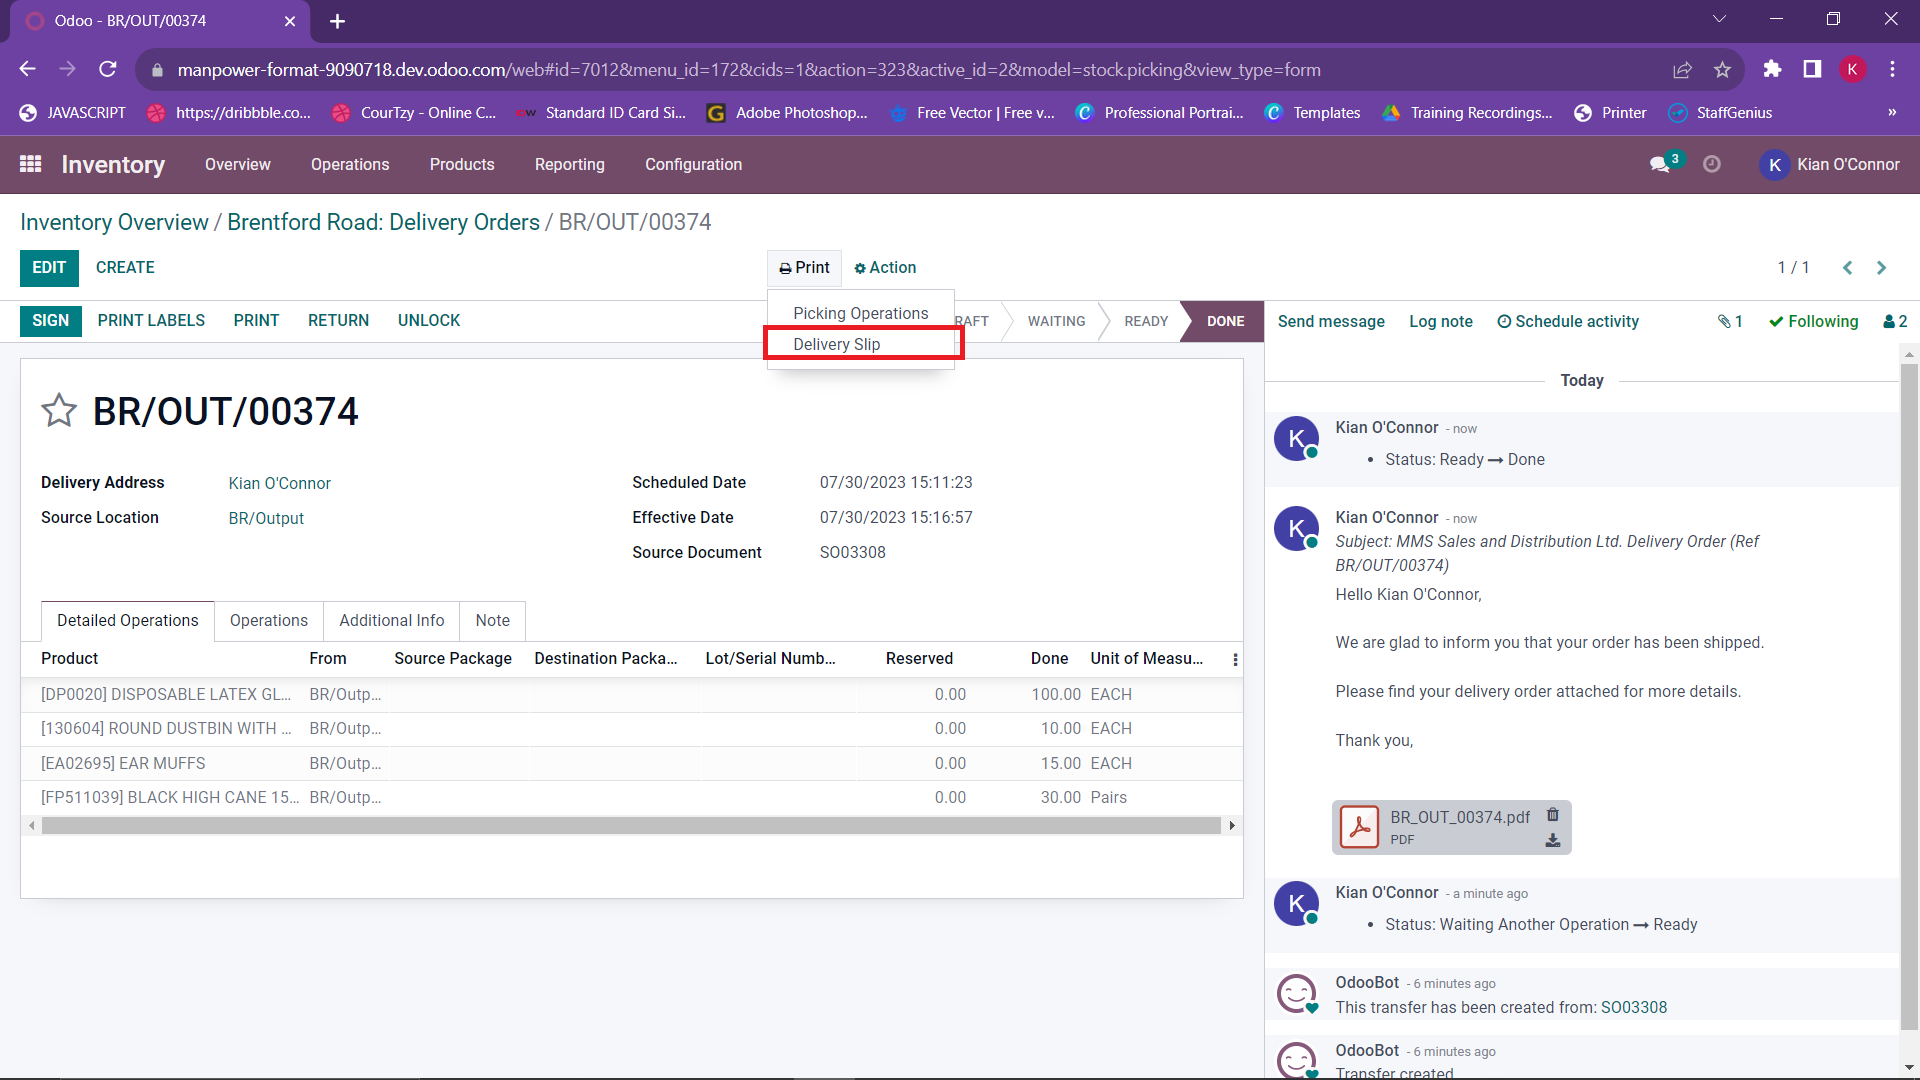 Odoo - BR/OUT/00374
manpower-format-9090718.dev.odoo.com/web#id=7012&menu_id=172&cids=1&action=323&active_id=2&model=stock.picking&view_type=form
K
JAVASCRIPT https://dribbble.co... CourTzy - Online C... Standard ID Card Si... Adobe Photoshop... Free Vector | Free v... Professional Portrai... Templates Training Recordings... Printer StaffGenius »
Inventory Overview Operations Products Reporting Configuration 3 K Kian O'Connor
Inventory Overview / Brentford Road: Delivery Orders / BR/OUT/00374
EDIT CREATE Print Action 1 / 1
SIGN PRINT LABELS PRINT RETURN UNLOCK RAFT WAITING READY DONE
Picking Operations
Delivery Slip
Send message Log note Schedule activity 1 Following 2
BR/OUT/00374
Delivery Address Kian O'Connor
Source Location BR/Output
Scheduled Date 07/30/2023 15:11:23
Effective Date 07/30/2023 15:16:57
Source Document SO03308
Detailed Operations Operations Additional Info Note
Product From Source Package Destination Packa... Lot/Serial Numb... Reserved Done Unit of Measu...
[DP0020] DISPOSABLE LATEX GL... BR/Outp... 0.00 100.00 EACH
[130604] ROUND DUSTBIN WITH ... BR/Outp... 0.00 10.00 EACH
[EA02695] EAR MUFFS BR/Outp... 0.00 15.00 EACH
[FP511039] BLACK HIGH CANE 15... BR/Outp... 0.00 30.00 Pairs
Today
K Kian O'Connor - now
• Status: Ready → Done
K Kian O'Connor - now
Subject: MMS Sales and Distribution Ltd. Delivery Order (Ref
BR/OUT/00374)
Hello Kian O'Connor,
We are glad to inform you that your order has been shipped.
Please find your delivery order attached for more details.
Thank you,
BR_OUT_00374.pdf
PDF
K Kian O'Connor - a minute ago
• Status: Waiting Another Operation → Ready
OdooBot - 6 minutes ago
This transfer has been created from: SO03308
OdooBot - 6 minutes ago
Transfer created